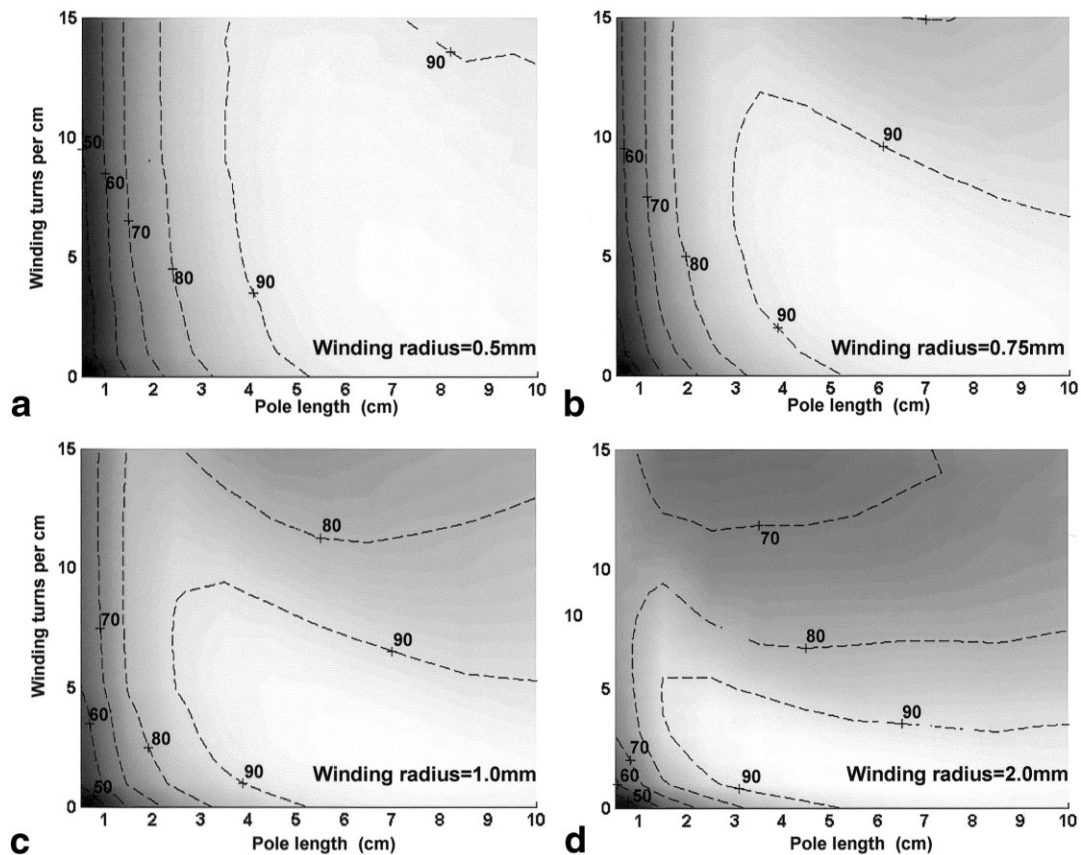 15
10
5
0
Winding turns per cm
50
60
70
80
90
90
Winding radius=0.5mm
1 2 3 4 5 6 7 8 9 10
Pole length (cm)
a
15
10
5
0
60
70
80
90
90
Winding radius=0.75mm
1 2 3 4 5 6 7 8 9 10
Pole length (cm)
b
15
10
5
0
Winding turns per cm
50
60
70
80
90
80
90
Winding radius=1.0mm
1 2 3 4 5 6 7 8 9 10
Pole length (cm)
c
15
10
5
0
50
60
70
90
70
80
90
Winding radius=2.0mm
1 2 3 4 5 6 7 8 9 10
Pole length (cm)
d